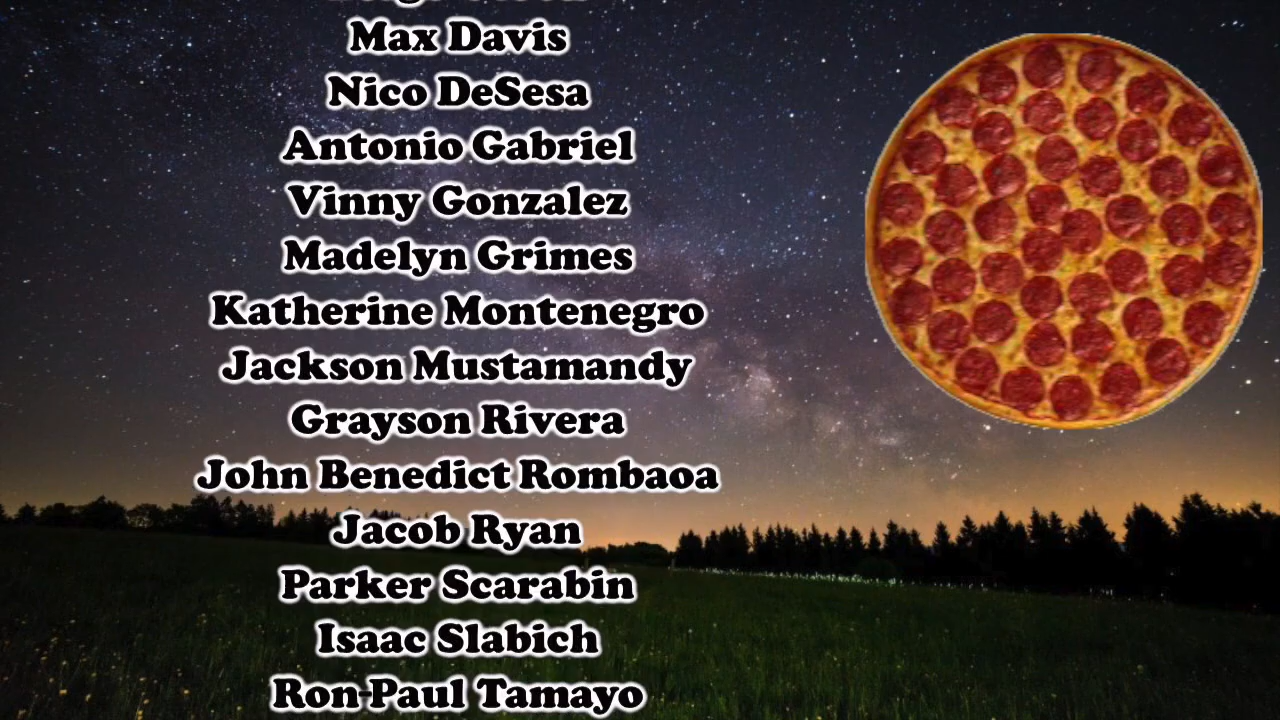 Max Davis
Nico DeSesa
Antonio Gabriel
Vinny Gonzalez
Madelyn Grimes
Katherine Montenegro
Jackson Mustamandy
Grayson Rivera
John Benedict Rombaoa
Jacob Ryan
Parker Scarabin
Isaac Slabich
Ron-Paul Tamayo